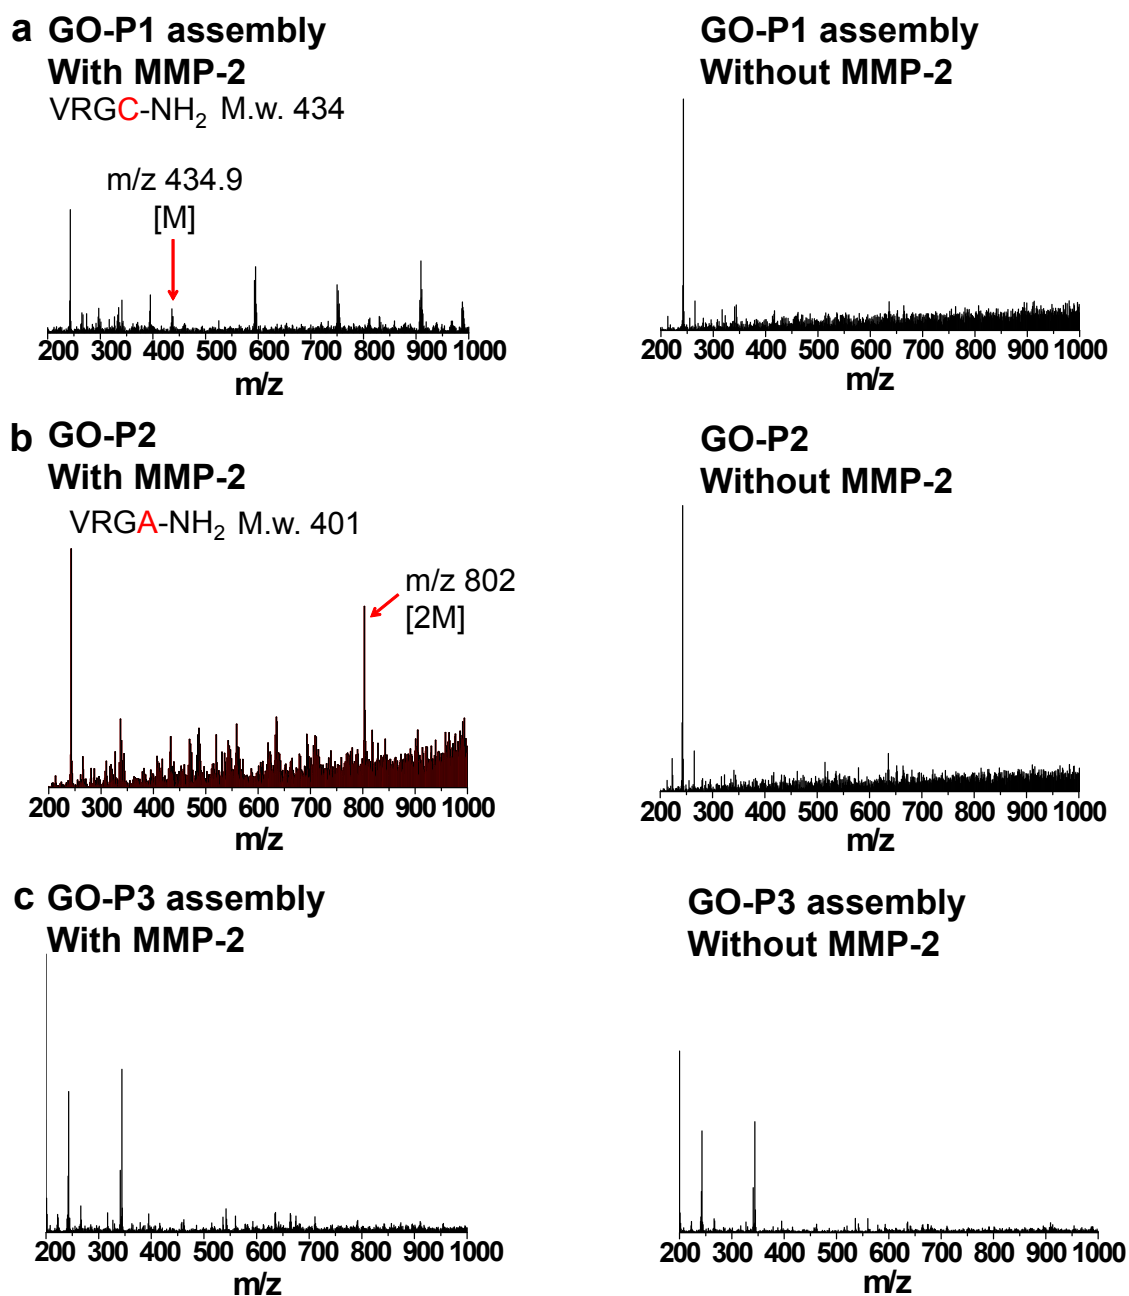 a GO-P1 assembly
With MMP-2
VRGC-NH2 M.w. 434
m/z 434.9
[M]
200 300 400 500 600 700 800 900 1000
m/z
GO-P1 assembly
Without MMP-2
200 300 400 500 600 700 800 900 1000
m/z
b GO-P2
With MMP-2
VRGA-NH2 M.w. 401
m/z 802
[2M]
200 300 400 500 600 700 800 900 1000
m/z
GO-P2
Without MMP-2
200 300 400 500 600 700 800 900 1000
m/z
c GO-P3 assembly
With MMP-2
200 300 400 500 600 700 800 900 1000
m/z
GO-P3 assembly
Without MMP-2
200 300 400 500 600 700 800 900 1000
m/z